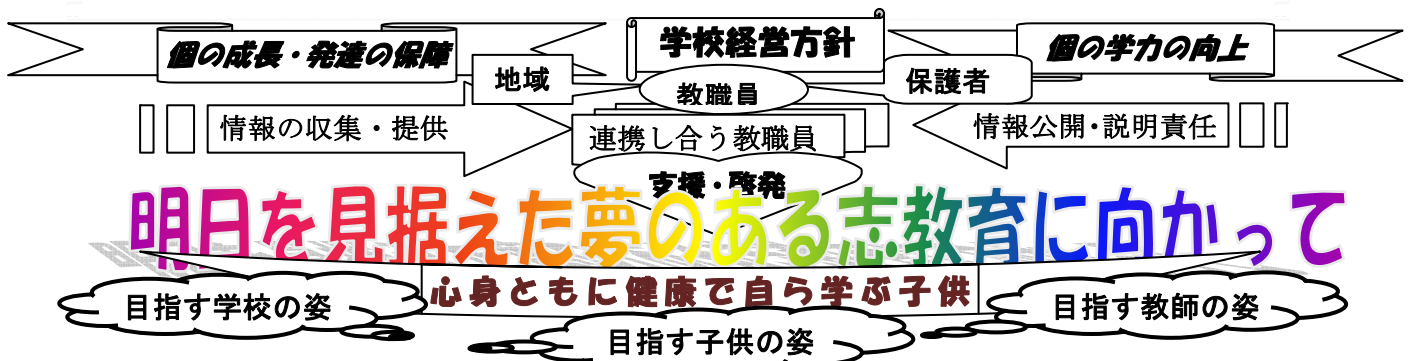 学校経営方針
個の成長・発達の保障
個の学力の向上
地域
教職員
保護者
情報の収集・提供
連携し合う教職員
情報公開・説明責任
支援・啓発
明日を見据えた夢のある志教育に向かって
心身ともに健康で自ら学ぶ子供
目指す学校の姿
目指す子供の姿
目指す教師の姿